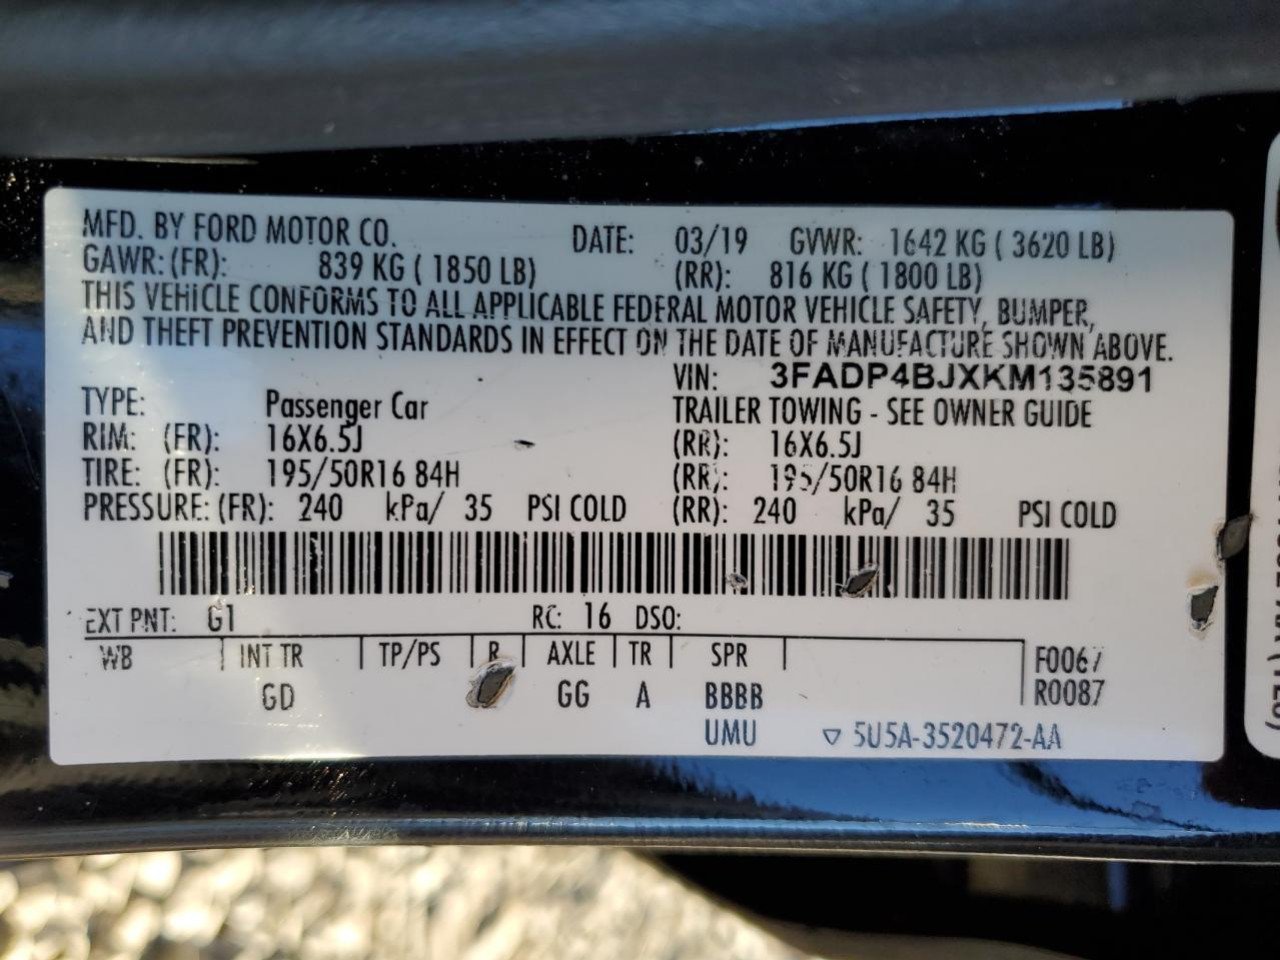 MFD. BY FORD MOTOR CO. DATE: 03/19 GVWR: 1642 KG ( 3620 LB)
GAWR: (FR): 839 KG ( 1850 LB) (RR): 816 KG ( 1800 LB)
THIS VEHICLE CONFORMS TO ALL APPLICABLE FEDERAL MOTOR VEHICLE SAFETY, BUMPER,
AND THEFT PREVENTION STANDARDS IN EFFECT ON THE DATE OF MANUFACTURE SHOWN ABOVE.
VIN: 3FADP4BJXKM135891
TYPE: Passenger Car TRAILER TOWING - SEE OWNER GUIDE
RIM: (FR): 16X6.5J (RR): 16X6.5J
TIRE: (FR): 195/50R16 84H (RR): 195/50R16 84H
PRESSURE: (FR): 240 kPa/ 35 PSI COLD (RR): 240 kPa/ 35 PSI COLD
EXT PNT: G1 RC: 16 DSO:
WB INT TR TP/PS R AXLE TR SPR F0067
GD GG A BBBB R0087
UMU ▽ 5U5A-3520472-AA